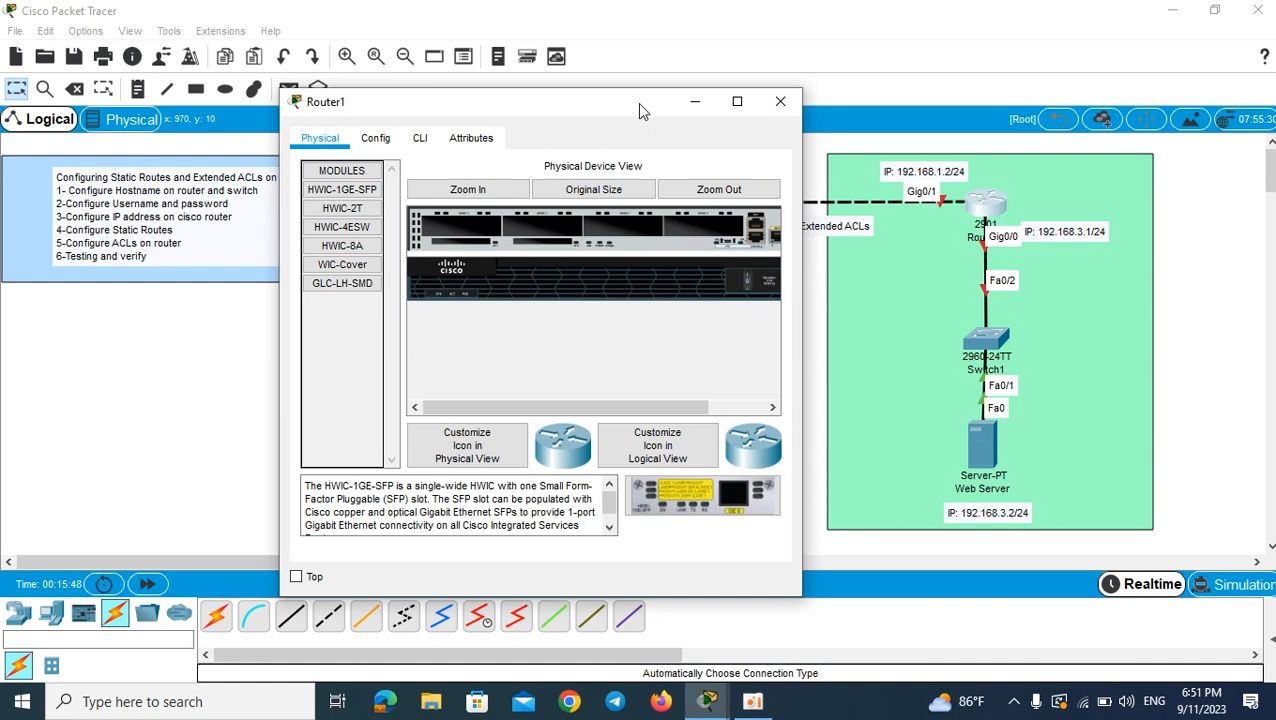 Cisco Packet Tracer
File Edit Options View Tools Extensions Help
Logical Physical x: 970, y: 10 [Root] 07:55:30
Configuring Static Routes and Extended ACLs on
1- Configure Hostname on router and switch
2-Configure Username and password
3-Configure IP address on cisco router
4-Configure Static Routes
5-Configure ACLs on router
6-Testing and verify
Router1
Physical Config CLI Attributes
MODULES
HWIC-1GE-SFP
HWIC-2T
HWIC-4ESW
HWIC-8A
WIC-Cover
GLC-LH-SMD
Physical Device View
Zoom In Original Size Zoom Out
CISCO
Customize
Icon in
Physical View
Customize
Icon in
Logical View
The HWIC-1GE-SFP is a single-wide HWIC with one Small Form-
Factor Pluggable (SFP) slot. The SFP slot can be populated with
Cisco copper and optical Gigabit Ethernet SFPs to provide 1-port
Gigabit Ethernet connectivity on all Cisco Integrated Services
Top
IP: 192.168.1.2/24
Gig0/1
Extended ACLs
2901
Rou
Gig0/0
IP: 192.168.3.1/24
Fa0/2
2960-24TT
Switch1
Fa0/1
Fa0
Server-PT
Web Server
IP: 192.168.3.2/24
Time: 00:15:48
Realtime Simulation
Automatically Choose Connection Type
Type here to search
86°F
ENG
6:51 PM
9/11/2023